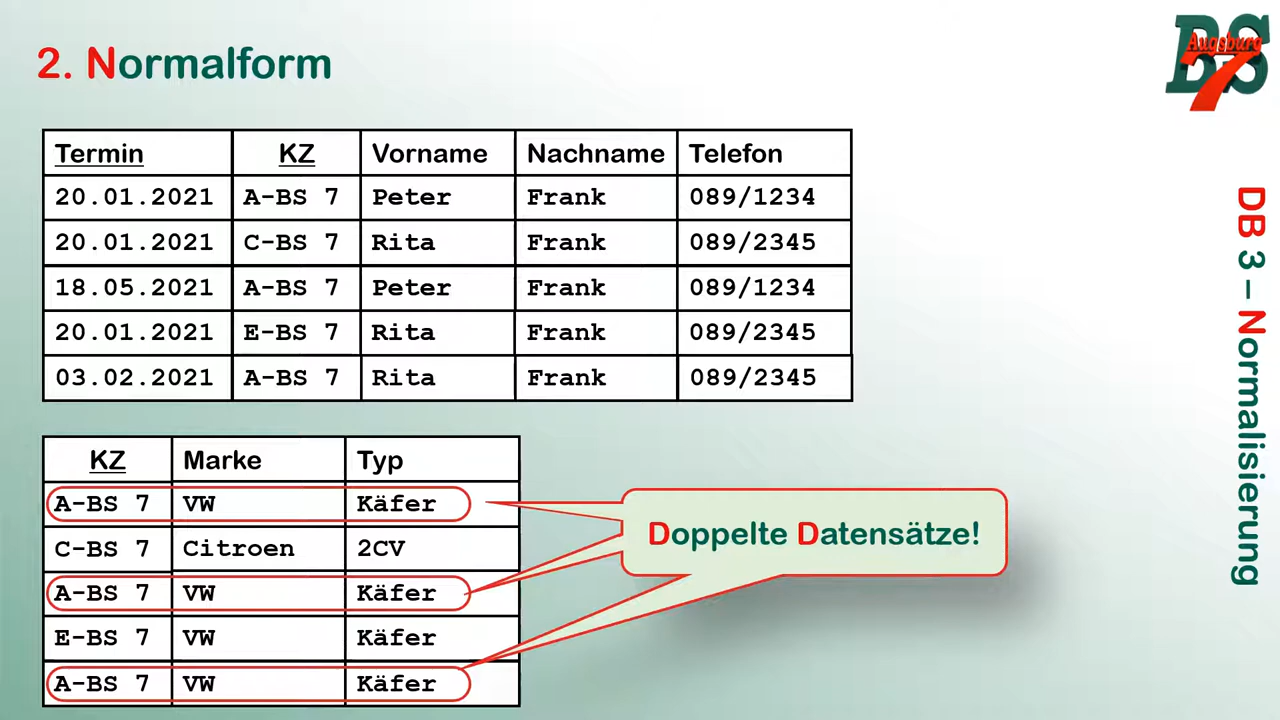 2. Normalform
BS
Augsburg
7
Termin KZ Vorname Nachname Telefon
20.01.2021 A-BS 7 Peter Frank 089/1234
20.01.2021 C-BS 7 Rita Frank 089/2345
18.05.2021 A-BS 7 Peter Frank 089/1234
20.01.2021 E-BS 7 Rita Frank 089/2345
03.02.2021 A-BS 7 Rita Frank 089/2345
KZ Marke Typ
A-BS 7 VW Käfer
C-BS 7 Citroen 2CV
A-BS 7 VW Käfer
E-BS 7 VW Käfer
A-BS 7 VW Käfer
Doppelte Datensätze!
DB 3 – Normalisierung